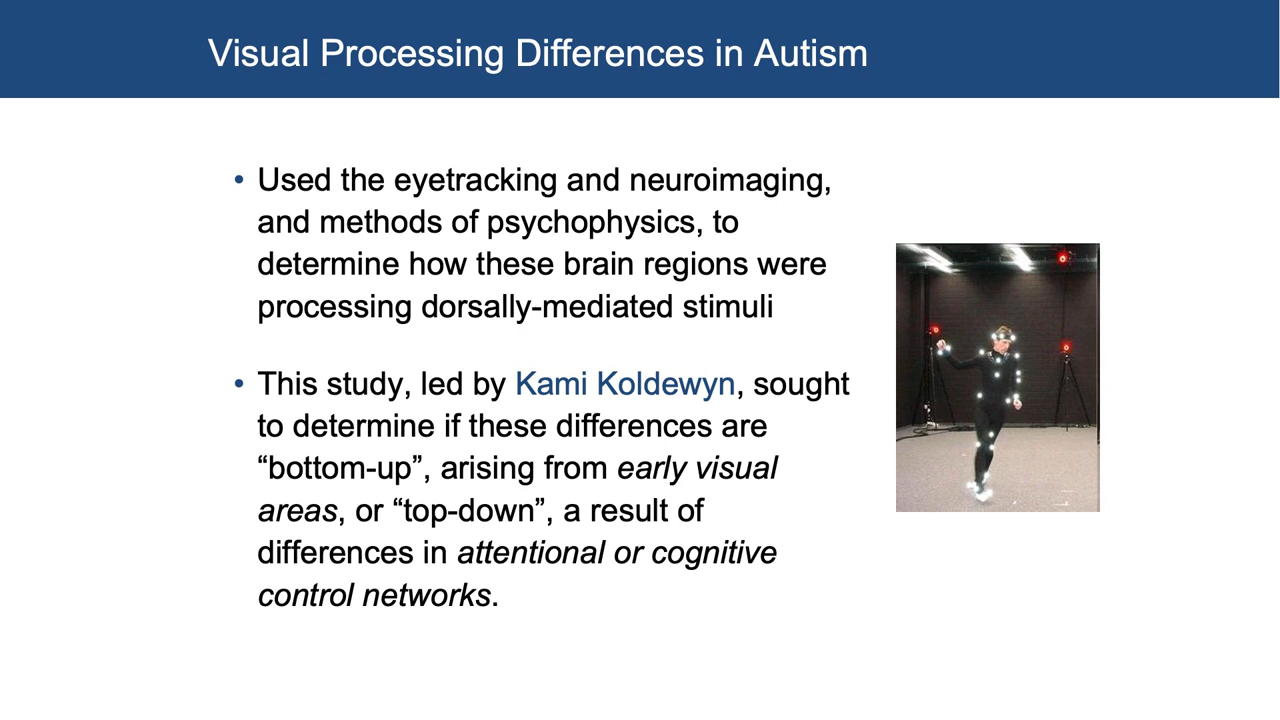 Visual Processing Differences in Autism
• Used the eyetracking and neuroimaging,
and methods of psychophysics, to
determine how these brain regions were
processing dorsally-mediated stimuli
• This study, led by Kami Koldewyn, sought
to determine if these differences are
“bottom-up”, arising from early visual
areas, or “top-down”, a result of
differences in attentional or cognitive
control networks.